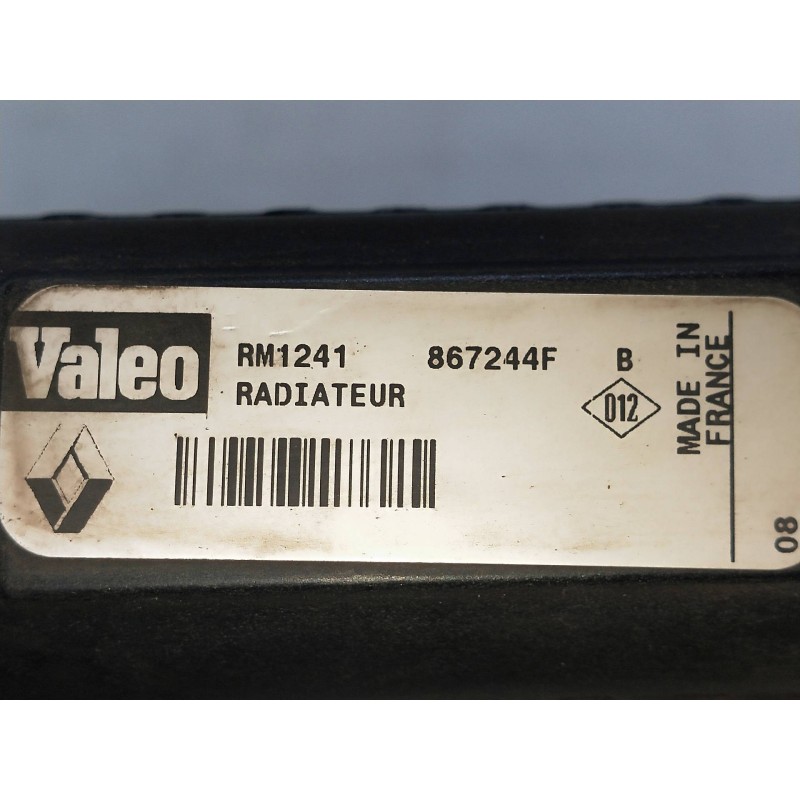 Valeo
RM1241 867244F B
RADIATEUR
012
MADE IN
FRANCE
08